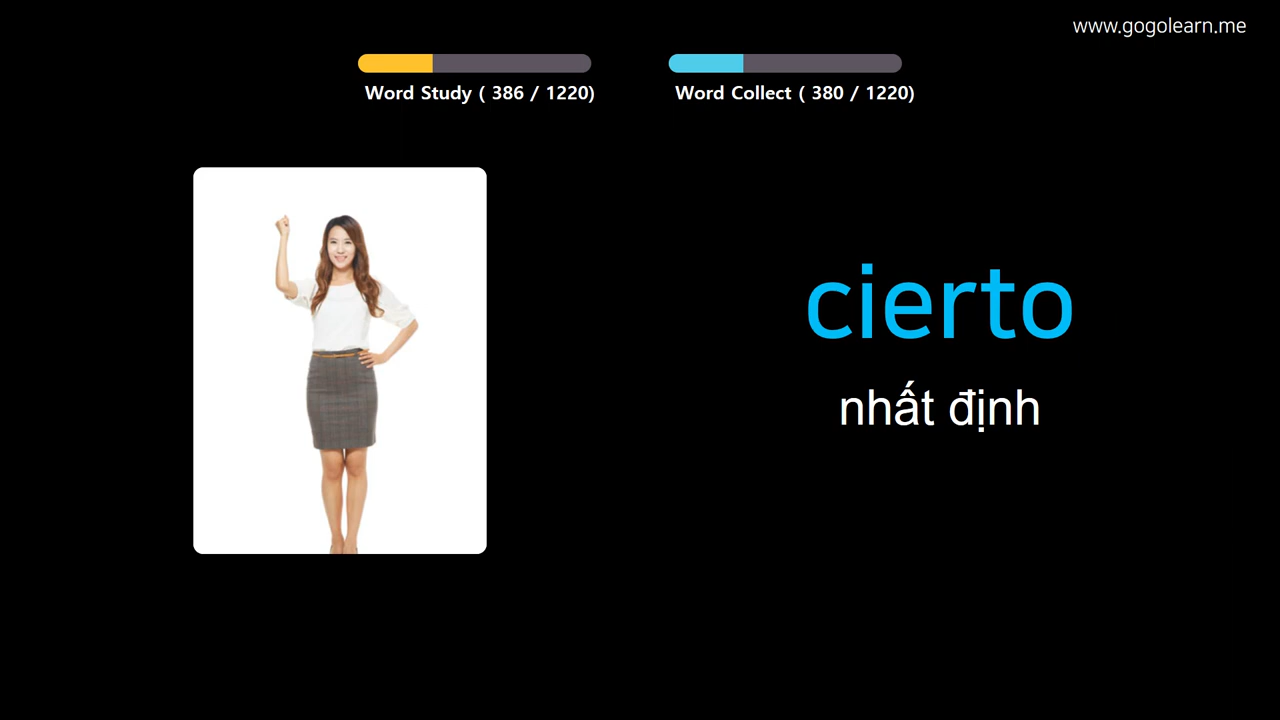 www.gogolearn.me
Word Study ( 386 / 1220)
Word Collect ( 380 / 1220)
cierto
nhất định